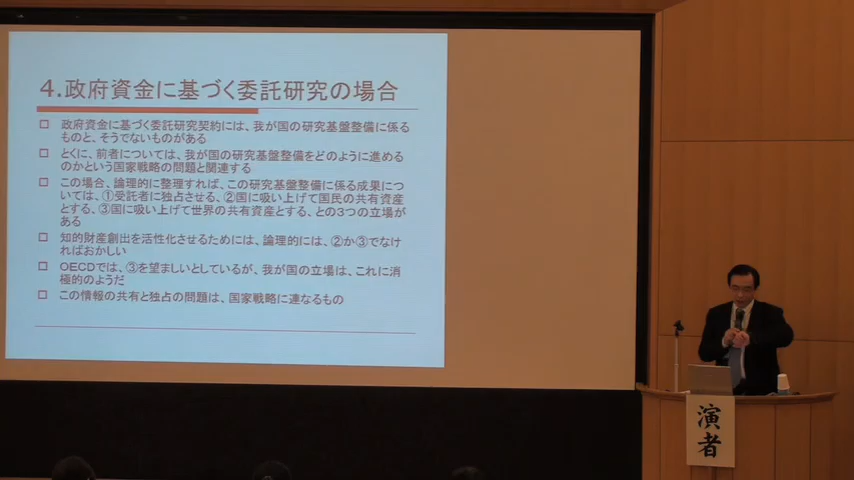 4.政府資金に基づく委託研究の場合
□ 政府資金に基づく委託研究契約には、我が国の研究基盤整備に係る
ものと、そうでないものがある
□ とくに、前者については、我が国の研究基盤整備をどのように進める
のかという国家戦略の問題と関連する
□ この場合、論理的に整理すれば、この研究基盤整備に係る成果につ
いては、①受託者に独占させる、②国に吸い上げて国民の共有資産
とする、③国に吸い上げて世界の共有資産とする、との3つの立場が
ある
□ 知的財産創出を活性化させるためには、論理的には、②か③でなけ
ればおかしい
□ OECDでは、③を望ましいとしているが、我が国の立場は、これに消
極的のようだ
□ この情報の共有と独占の問題は、国家戦略に連なるもの
演者